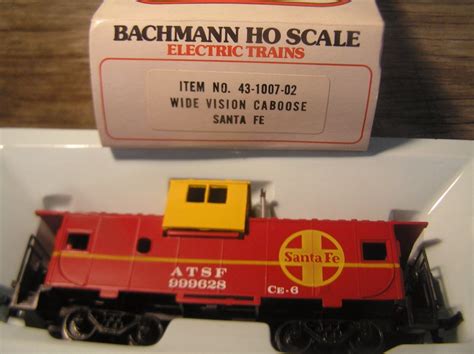 BACHMANN HO SCALE
ELECTRIC TRAINS
ITEM NO. 43-1007-02
WIDE VISION CABOOSE
SANTA FE
Santa Fe
ATSF
999628
CE-6